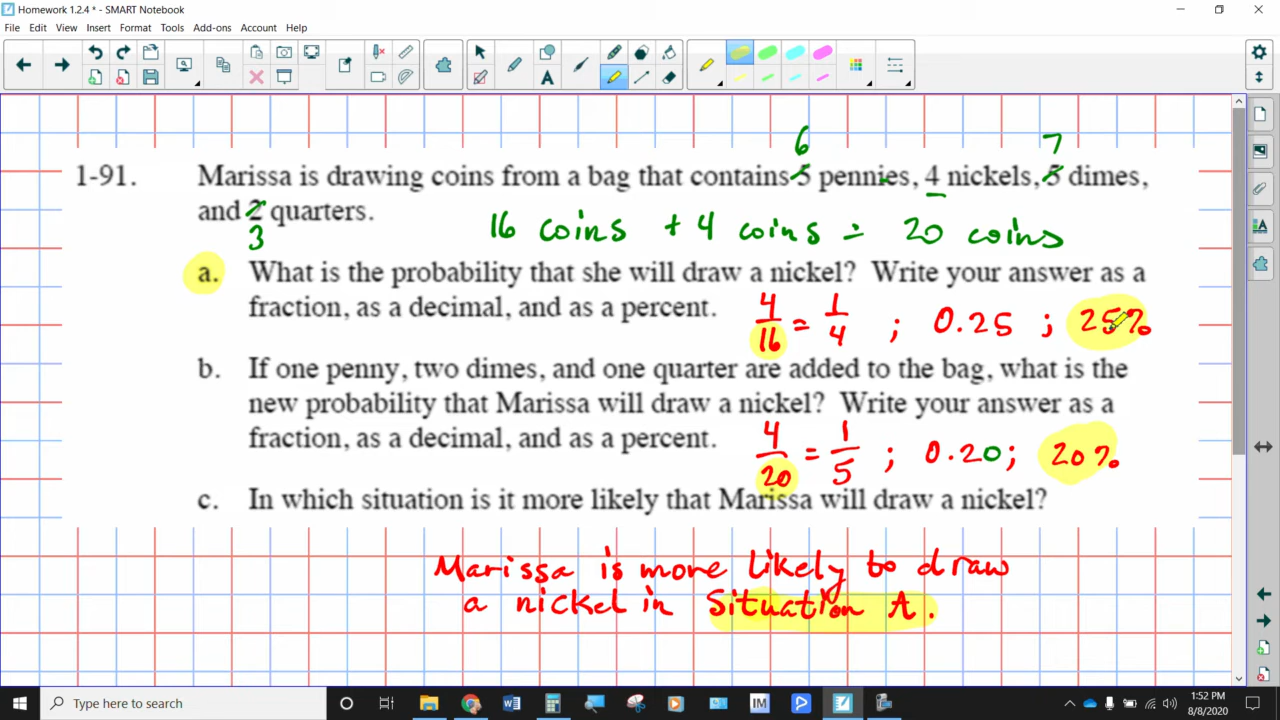 Homework 1.2.4 * - SMART Notebook
File Edit View Insert Format Tools Add-ons Account Help
6 7
1-91. Marissa is drawing coins from a bag that contains 5 pennies, 4 nickels, 5 dimes,
and 2 quarters. 16 coins + 4 coins = 20 coins
3
a. What is the probability that she will draw a nickel? Write your answer as a
fraction, as a decimal, and as a percent. 4/16 = 1/4 ; 0.25 ; 25%
b. If one penny, two dimes, and one quarter are added to the bag, what is the
new probability that Marissa will draw a nickel? Write your answer as a
fraction, as a decimal, and as a percent. 4/20 = 1/5 ; 0.20 ; 20%
c. In which situation is it more likely that Marissa will draw a nickel?
Marissa is more likely to draw
a nickel in Situation A.
Type here to search
1:52 PM
8/8/2020